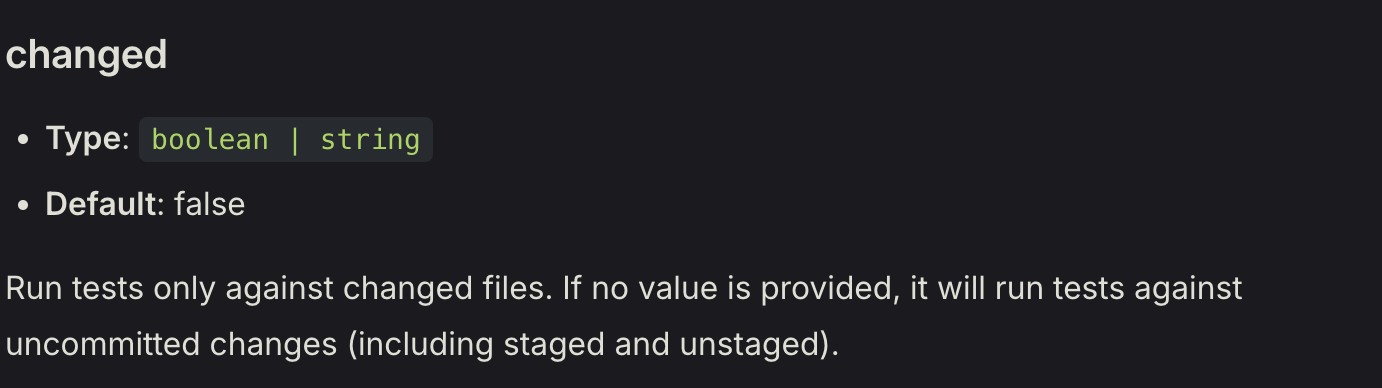 changed
• Type: boolean | string
• Default: false
Run tests only against changed files. If no value is provided, it will run tests against
uncommitted changes (including staged and unstaged).